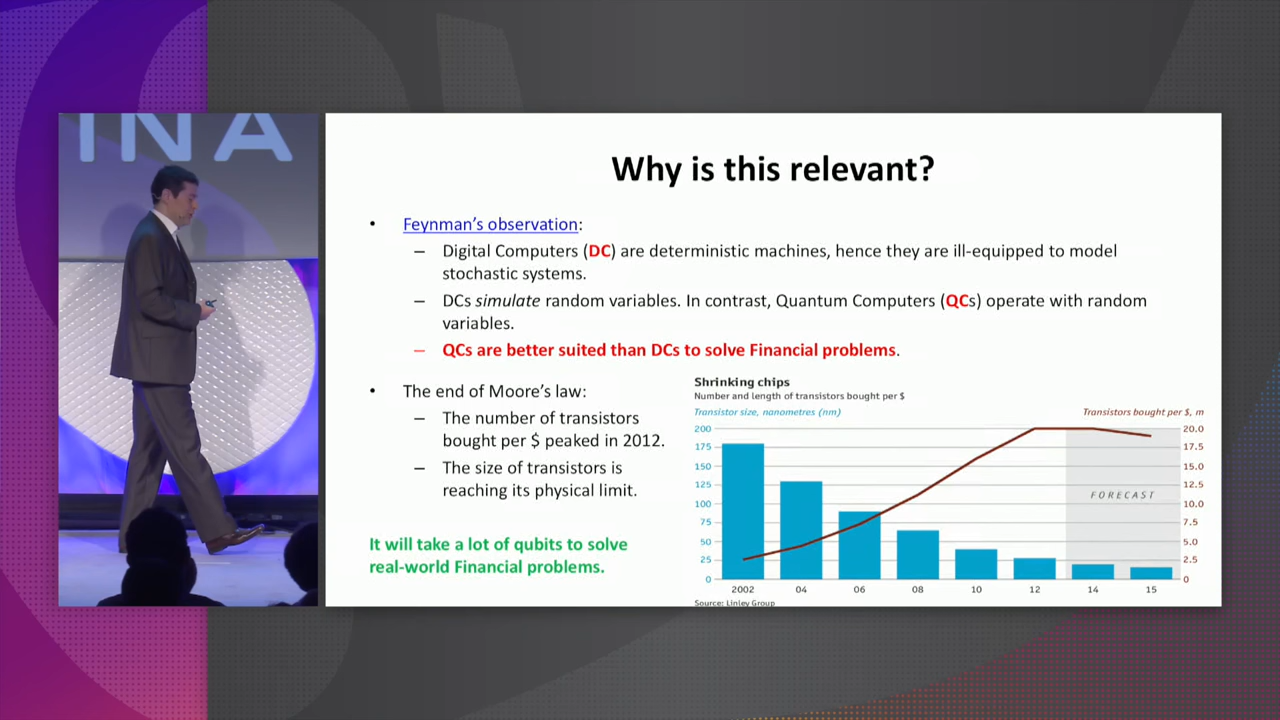 INA
Why is this relevant?
• Feynman's observation:
– Digital Computers (DC) are deterministic machines, hence they are ill-equipped to model
stochastic systems.
– DCs simulate random variables. In contrast, Quantum Computers (QCs) operate with random
variables.
– QCs are better suited than DCs to solve Financial problems.
• The end of Moore's law:
– The number of transistors
bought per $ peaked in 2012.
– The size of transistors is
reaching its physical limit.
It will take a lot of qubits to solve
real-world Financial problems.
Shrinking chips
Number and length of transistors bought per $
Transistor size, nanometres (nm)
Transistors bought per $, m
200 20.0
175 17.5
150 15.0
125 12.5
FORECAST
100 10.0
75 7.5
50 5.0
25 2.5
0 0
2002 04 06 08 10 12 14 15
Source: Linley Group